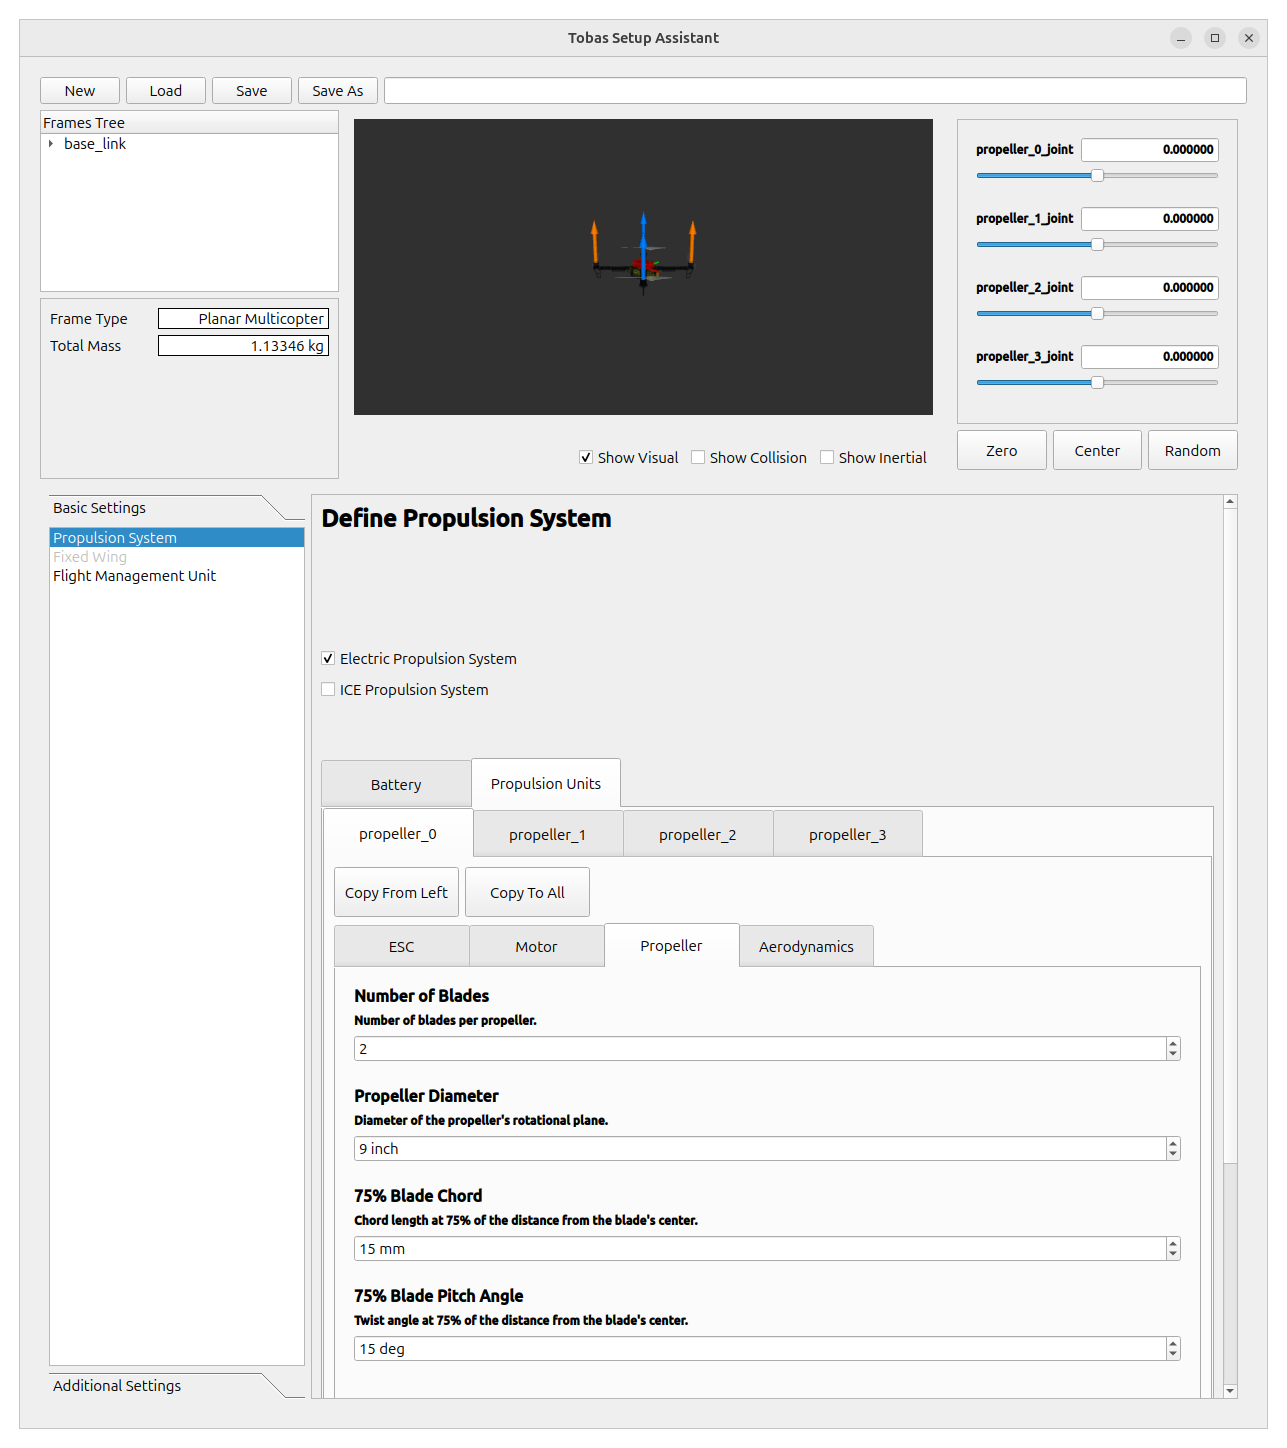 Tobas Setup Assistant
New
Load
Save
Save As
Frames Tree
base_link
Frame Type
Planar Multicopter
Total Mass
1.13346 kg
propeller_0_joint
0.000000
propeller_1_joint
0.000000
propeller_2_joint
0.000000
propeller_3_joint
0.000000
Show Visual
Show Collision
Show Inertial
Zero
Center
Random
Basic Settings
Propulsion System
Fixed Wing
Flight Management Unit
Additional Settings
Define Propulsion System
Electric Propulsion System
ICE Propulsion System
Battery
Propulsion Units
propeller_0
propeller_1
propeller_2
propeller_3
Copy From Left
Copy To All
ESC
Motor
Propeller
Aerodynamics
Number of Blades
Number of blades per propeller.
2
Propeller Diameter
Diameter of the propeller's rotational plane.
9 inch
75% Blade Chord
Chord length at 75% of the distance from the blade's center.
15 mm
75% Blade Pitch Angle
Twist angle at 75% of the distance from the blade's center.
15 deg